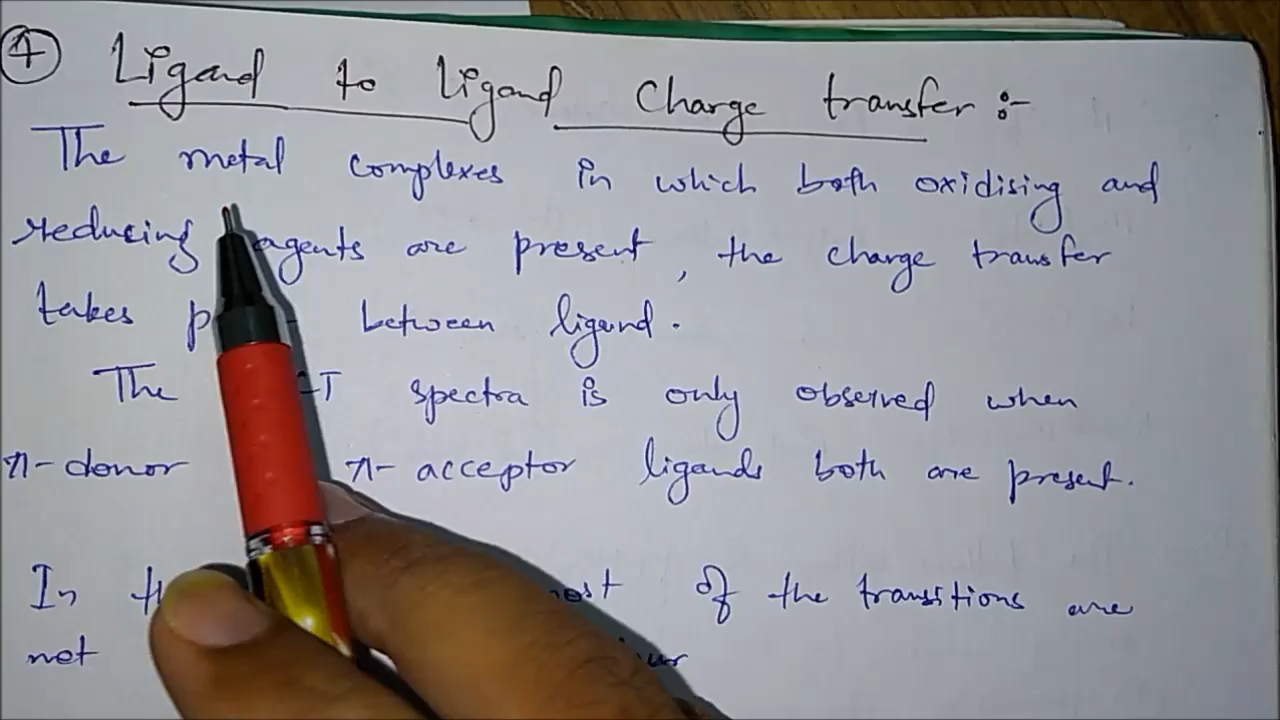 ④ Ligand to Ligand Charge transfer :-
The metal complexes in which both oxidising and
reducing agents are present, the charge transfer
takes between ligand.
The spectra is only observed when
π-donor π-acceptor ligands both are present.
In of the transitions are
not